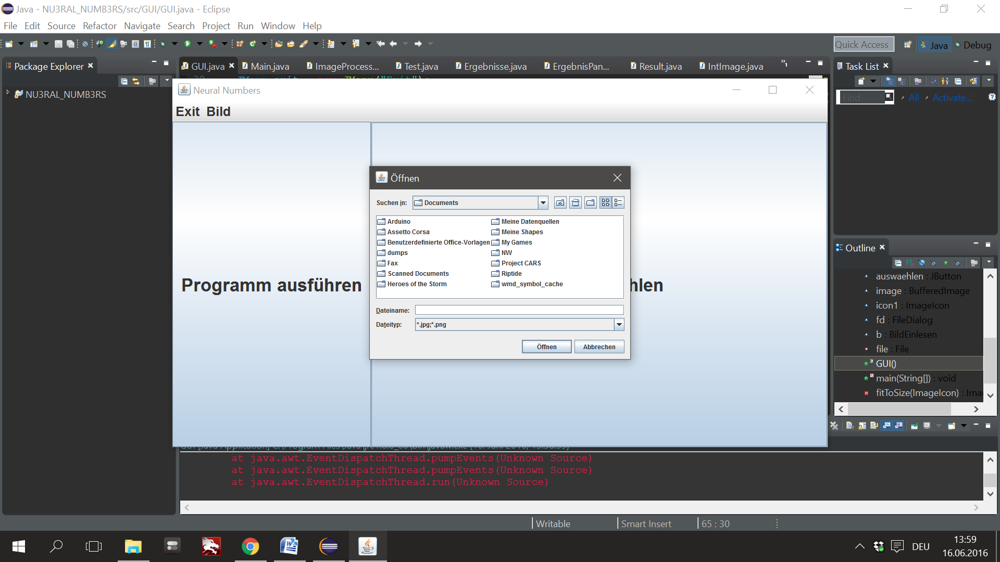 Java - NU3RAL_NUMB3RS/src/GUI/GUI.java - Eclipse
File Edit Source Refactor Navigate Search Project Run Window Help
Quick Access
Java
Debug
Package Explorer
GUI.java
Main.java
ImageProcess...
Test.java
Ergebnisse.java
ErgebnisPan...
Result.java
IntImage.java
»1
Task List
NU3RAL_NUMB3RS
Find
All
Activate...
Neural Numbers
Exit Bild
Programm ausführen
hlen
Öffnen
Suchen in:
Documents
Arduino
Assetto Corsa
Benutzerdefinierte Office-Vorlagen
dumps
Fax
Scanned Documents
Heroes of the Storm
Meine Datenquellen
Meine Shapes
My Games
NW
Project CARS
Riptide
wmd_symbol_cache
Dateiname:
Dateityp:
*.jpg;*.png
Öffnen
Abbrechen
Outline
auswaehlen : JButton
image : BufferedImage
icon1 : ImageIcon
fd : FileDialog
b : BildEinlesen
file : File
GUI()
main(String[]) : void
fitToSize(ImageIcon) : Ima
at java.awt.EventDispatchThread.pumpEvents(Unknown Source)
at java.awt.EventDispatchThread.pumpEvents(Unknown Source)
at java.awt.EventDispatchThread.run(Unknown Source)
Writable
Smart Insert
65 : 30
DEU
13:59
16.06.2016